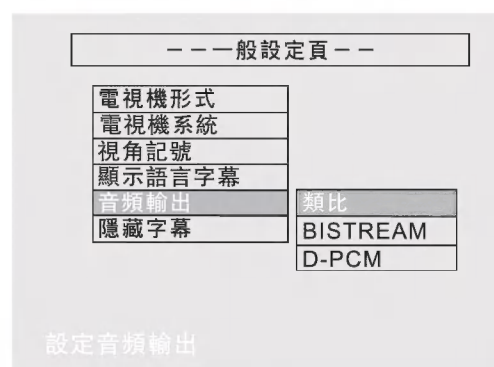 －－一般設定頁－－
電視機形式
電視機系統
視角記號
顯示語言字幕
音頻輸出 類比
隱藏字幕 BISTREAM
D-PCM
設定音頻輸出